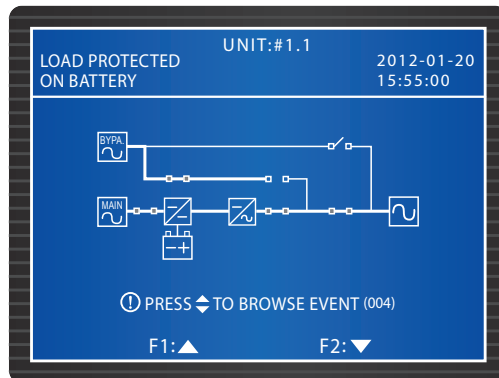 UNIT:#1.1
LOAD PROTECTED
ON BATTERY
2012-01-20
15:55:00
BYPA.
MAIN
PRESS TO BROWSE EVENT (004)
F1:
F2: